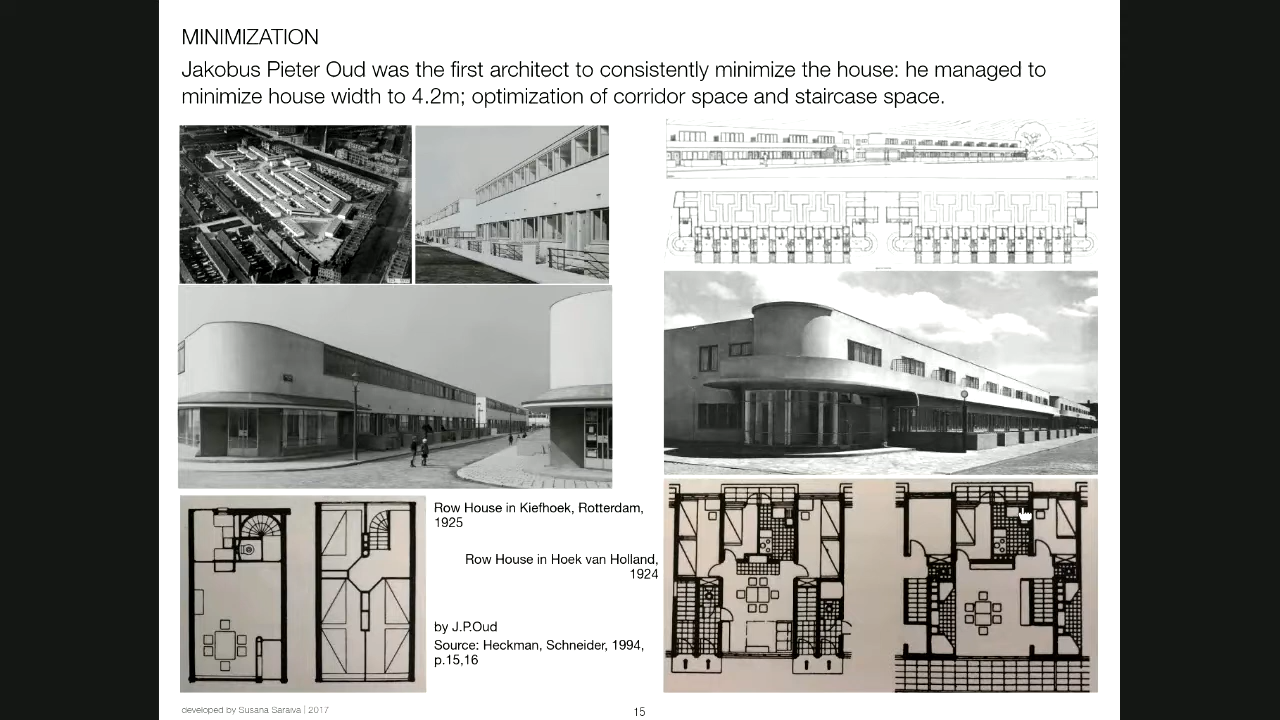 MINIMIZATION
Jakobus Pieter Oud was the first architect to consistently minimize the house: he managed to
minimize house width to 4.2m; optimization of corridor space and staircase space.
Row House in Kiefhoek, Rotterdam,
1925
Row House in Hoek van Holland,
1924
by J.P.Oud
Source: Heckman, Schneider, 1994,
p.15,16
developed by Susana Saraiva | 2017
15